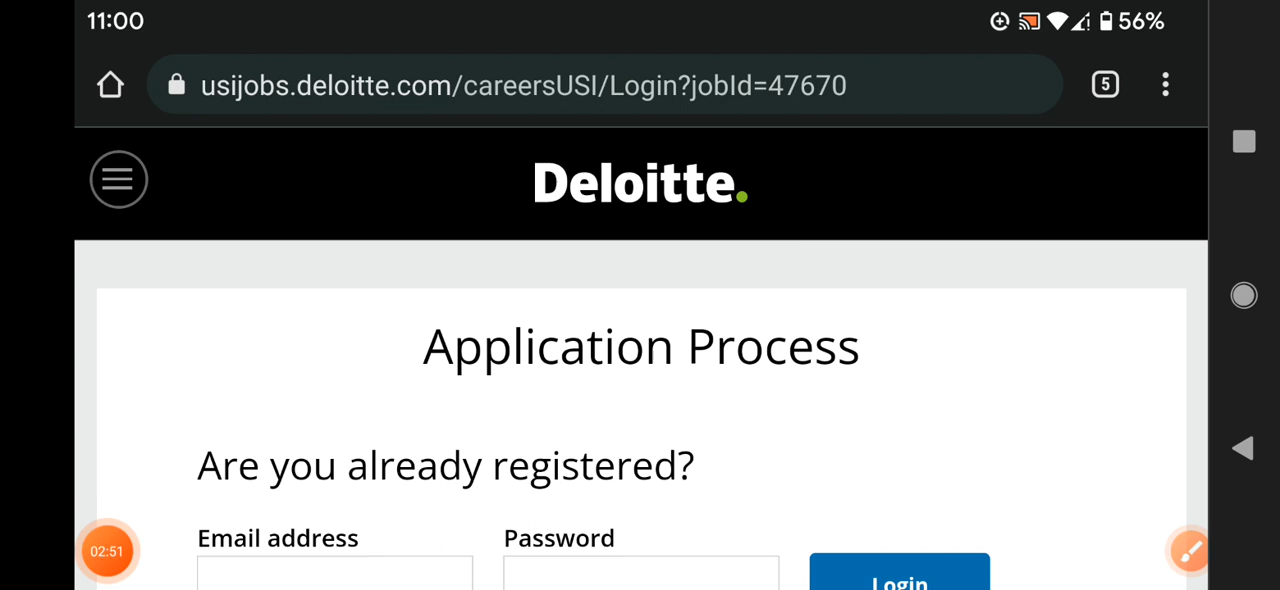 11:00
56%
usijobs.deloitte.com/careersUSI/Login?jobId=47670
5
Deloitte.
Application Process
Are you already registered?
Email address
Password
Login
02:51